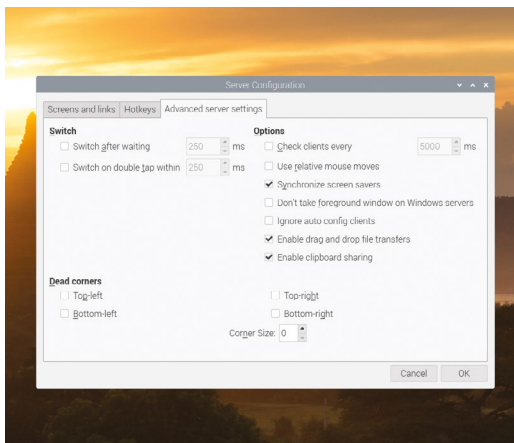 Server Configuration
Screens and links Hotkeys Advanced server settings
Switch
Switch after waiting 250 ms
Switch on double tap within 250 ms
Options
Check clients every 5000 ms
Use relative mouse moves
Synchronize screen savers
Don't take foreground window on Windows servers
Ignore auto config clients
Enable drag and drop file transfers
Enable clipboard sharing
Dead corners
Top-left
Top-right
Bottom-left
Bottom-right
Corner Size: 0
Cancel OK